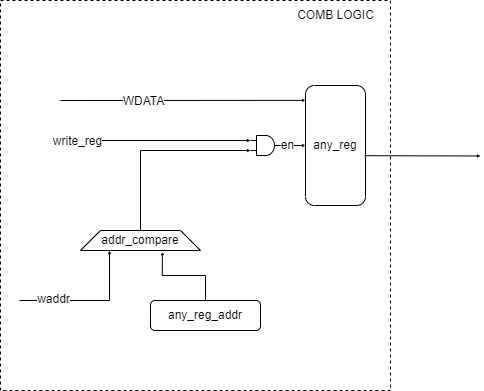 COMB LOGIC
WDATA
write_reg
en
any_reg
addr_compare
waddr
any_reg_addr